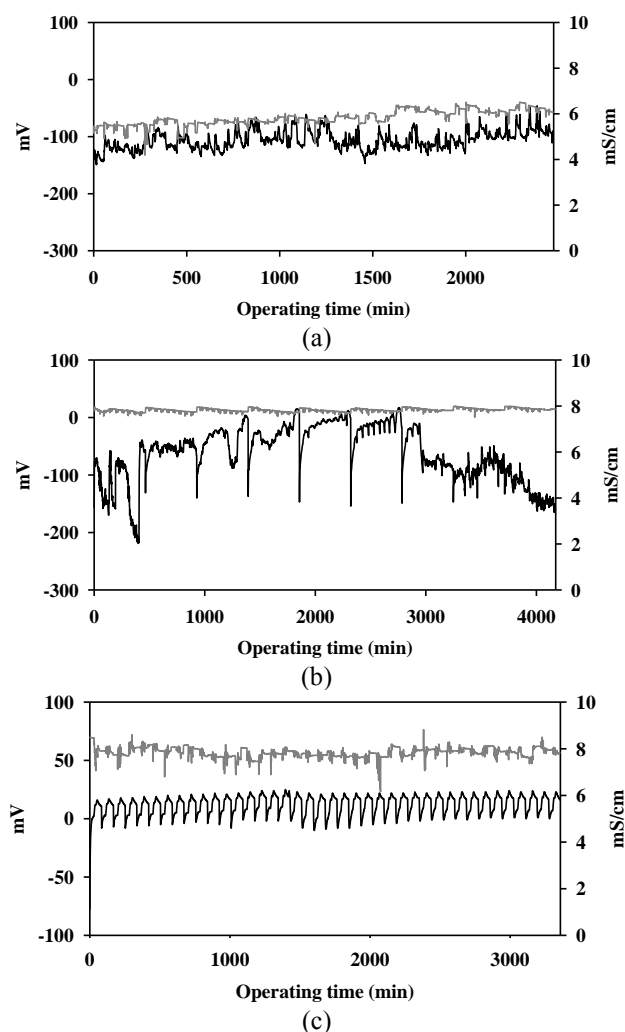 100 10
0 8
-100 6
-200 4
-300 2
0
mV
mS/cm
0 500 1000 1500 2000
Operating time (min)
(a)
100 10
0 8
-100 6
-200 4
-300 2
0
mV
mS/cm
0 1000 2000 3000 4000
Operating time (min)
(b)
100 10
50 8
0 6
-50 4
-100 2
0
mV
mS/cm
0 1000 2000 3000
Operating time (min)
(c)